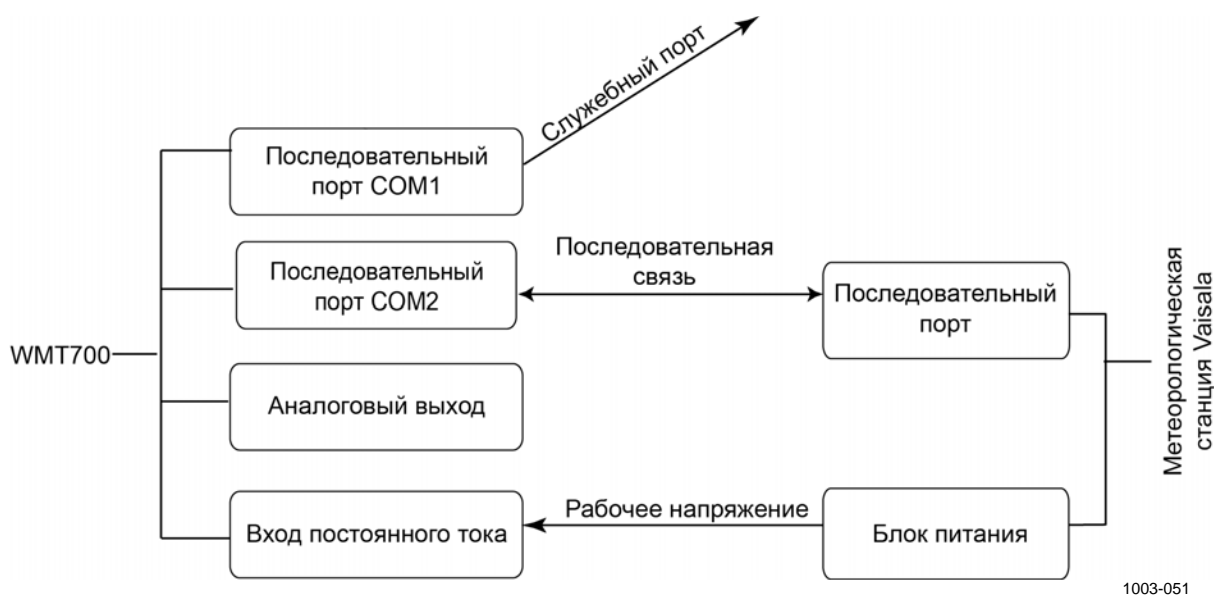 Служебный порт
Последовательный
порт COM1
Последовательная
связь
Последовательный
порт COM2
Последовательный
порт
WMT700
Метеорологическая
станция Vaisala
Аналоговый выход
Рабочее напряжение
Вход постоянного тока
Блок питания
1003-051